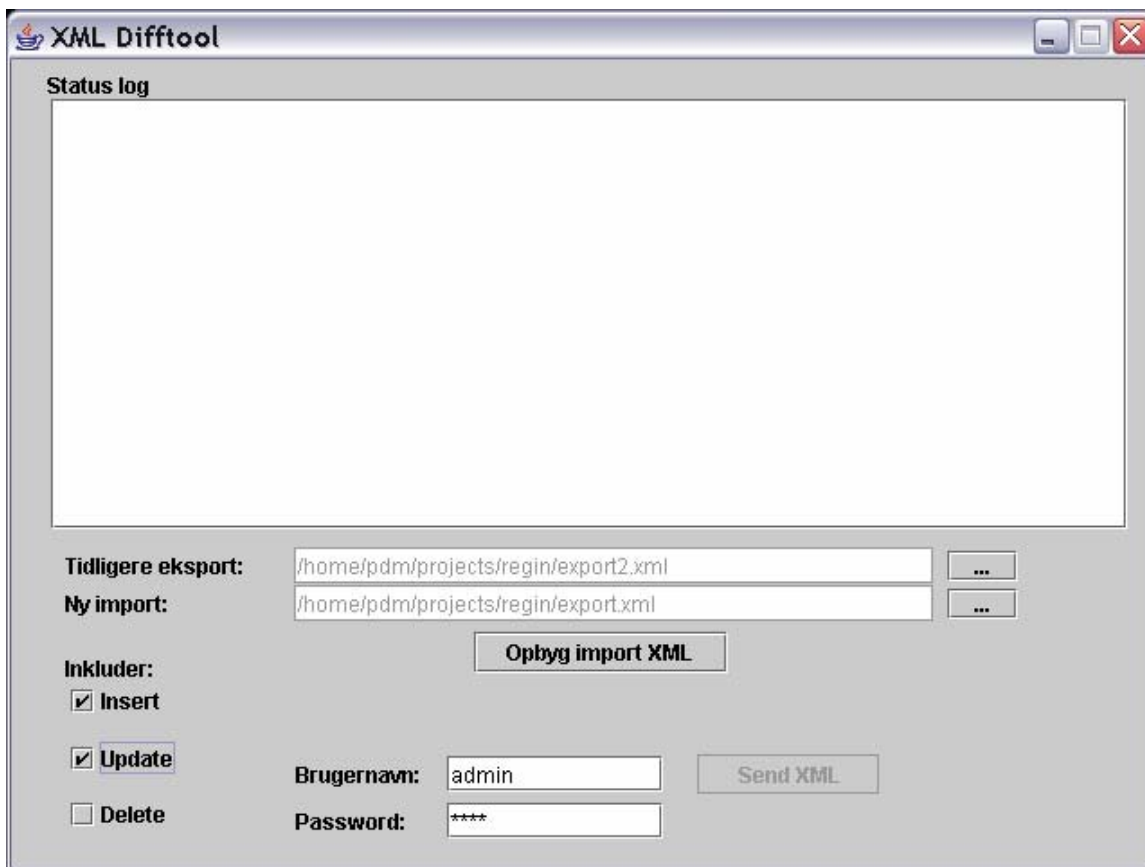 XML Difftool
Status log
Tidligere eksport: /home/pdm/projects/regin/export2.xml ...
Ny import: /home/pdm/projects/regin/export.xml ...
Opbyg import XML
Inkluder:
Insert
Update
Brugernavn: admin Send XML
Delete
Password: ****